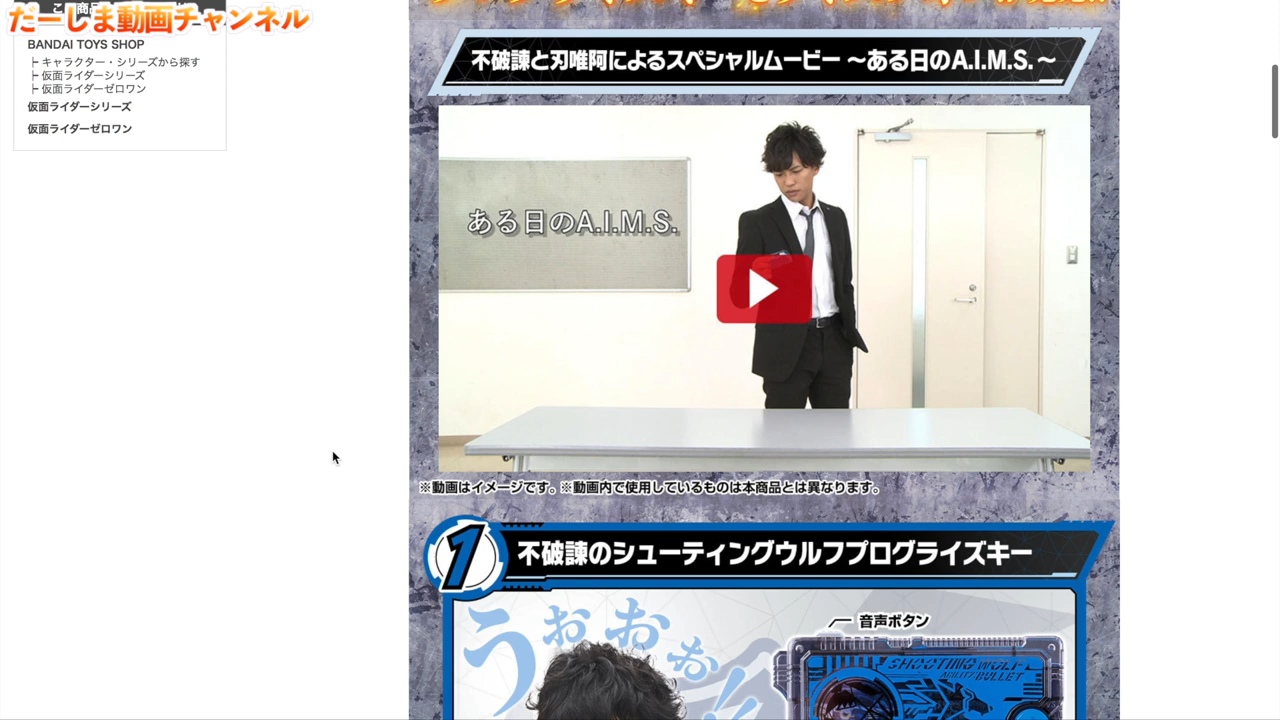 だーしま動画チャンネル
BANDAI TOYS SHOP
┝ キャラクター・シリーズから探す
┝ 仮面ライダーシリーズ
┝ 仮面ライダーゼロワン
仮面ライダーシリーズ
仮面ライダーゼロワン
不破諫と刃唯阿によるスペシャルムービー ～ある日のA.I.M.S.～
ある日のA.I.M.S.
※動画はイメージです。※動画内で使用しているものは本商品とは異なります。
1 不破諫のシューティングウルフプログライズキー
うぉおぉぉ!!
音声ボタン
SHOOTING WOLF
BULLET